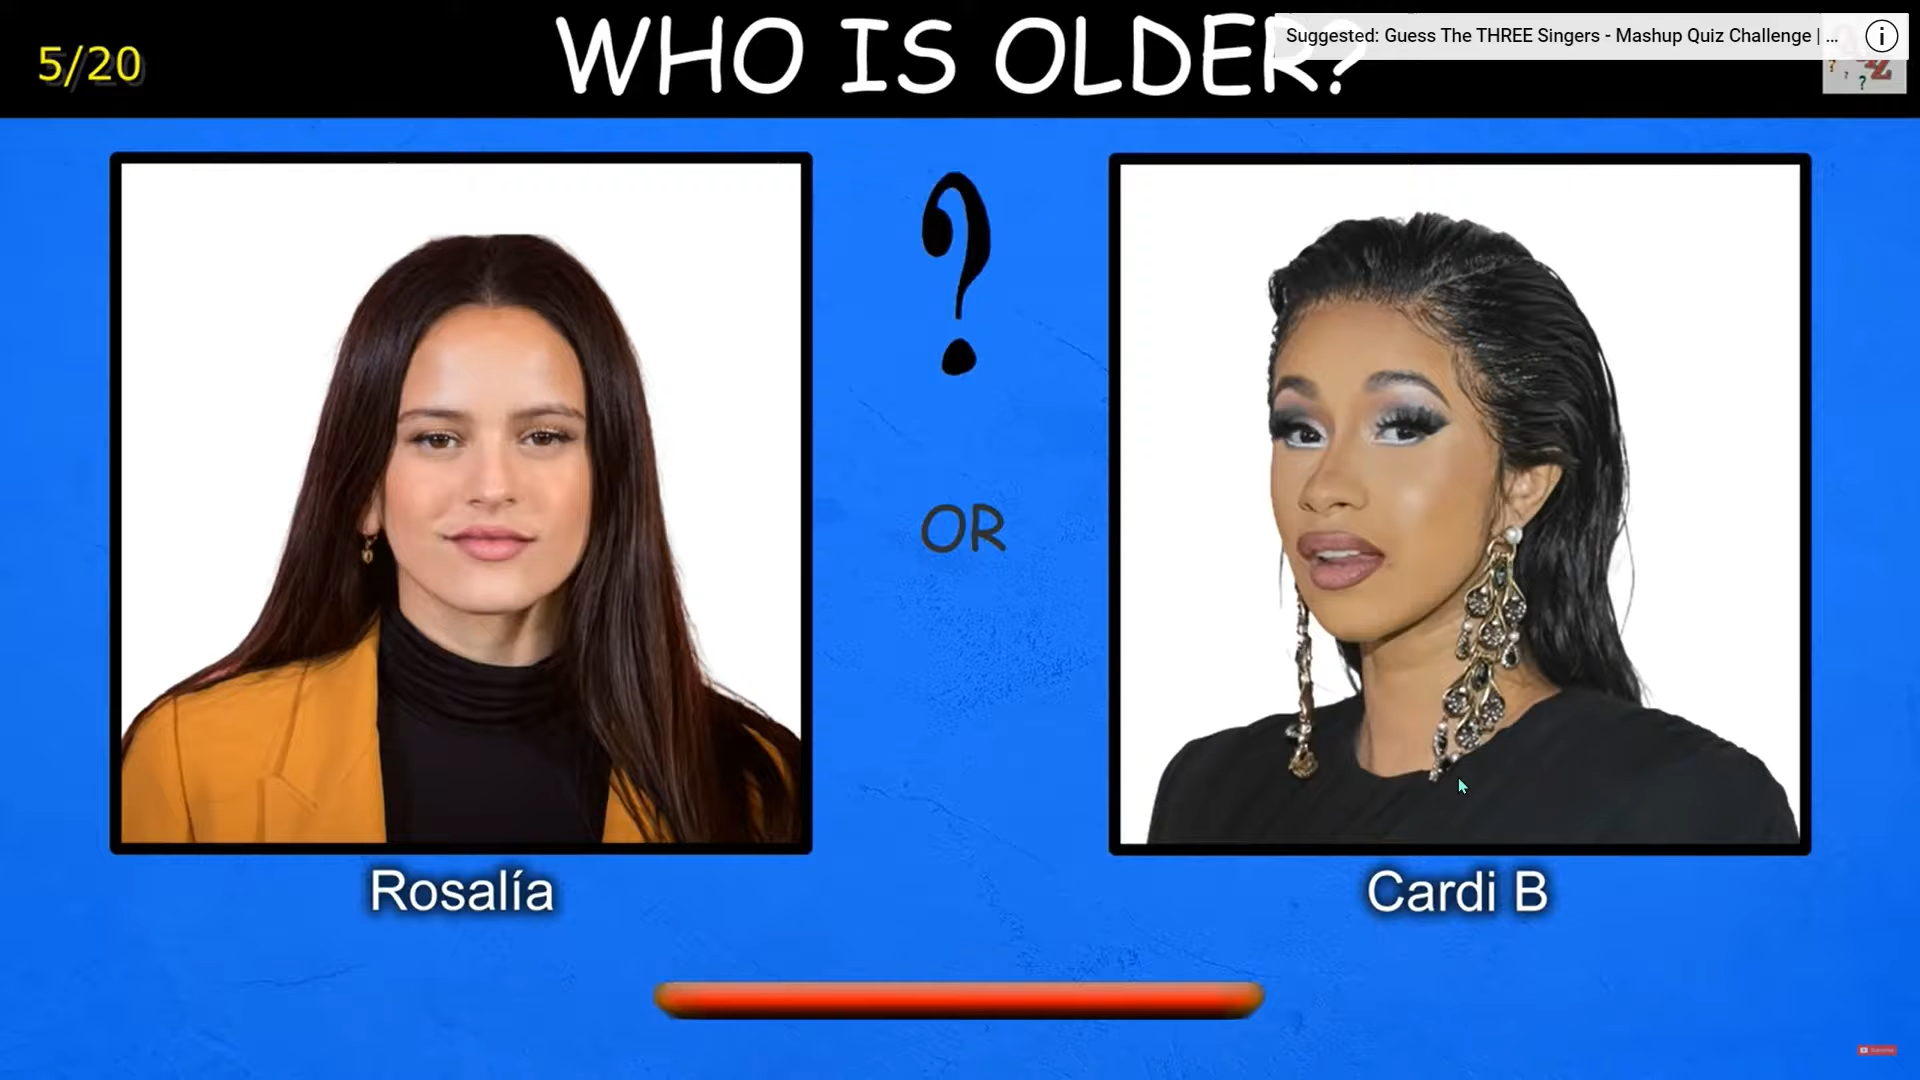 5/20
WHO IS OLDER?
Suggested: Guess The THREE Singers - Mashup Quiz Challenge | ...
OR
Rosalía
Cardi B